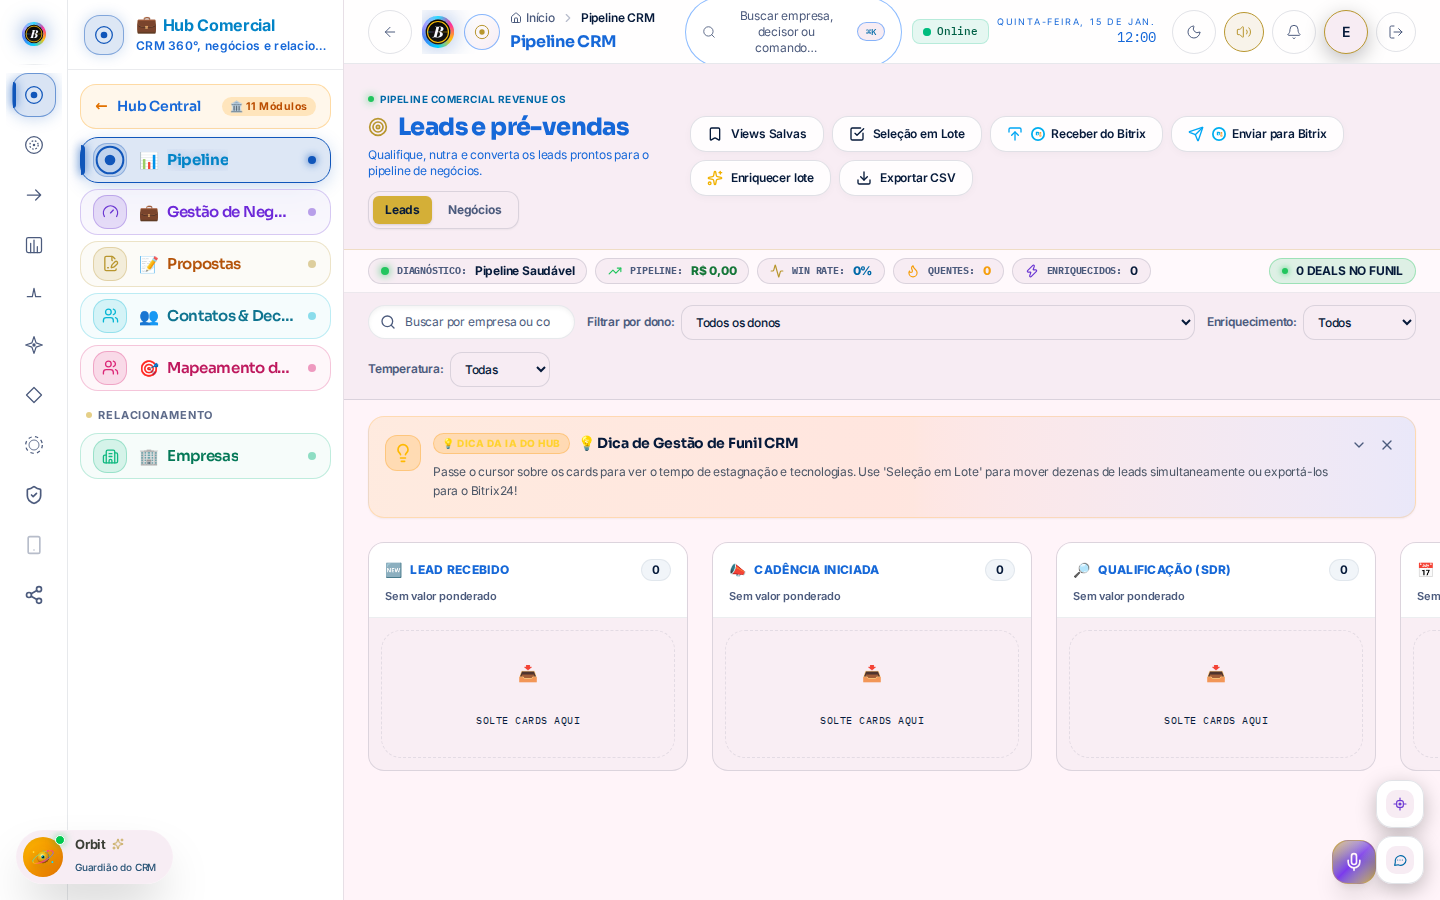 Hub Comercial
CRM 360°, negócios e relacio...
Hub Central
11 Módulos
Pipeline
Gestão de Neg...
Propostas
Contatos & Dec...
Mapeamento d...
RELACIONAMENTO
Empresas
Orbit
Guardião do CRM
Início
Pipeline CRM
Pipeline CRM
Buscar empresa,
decisor ou
comando...
⌘K
Online
QUINTA-FEIRA, 15 DE JAN.
12:00
E
PIPELINE COMERCIAL REVENUE OS
Leads e pré-vendas
Qualifique, nutra e converta os leads prontos para o
pipeline de negócios.
Leads
Negócios
Views Salvas
Seleção em Lote
Receber do Bitrix
Enviar para Bitrix
Enriquecer lote
Exportar CSV
DIAGNÓSTICO: Pipeline Saudável
PIPELINE: R$ 0,00
WIN RATE: 0%
QUENTES: 0
ENRIQUECIDOS: 0
0 DEALS NO FUNIL
Buscar por empresa ou co
Filtrar por dono:
Todos os donos
Enriquecimento:
Todos
Temperatura:
Todas
DICA DA IA DO HUB
Dica de Gestão de Funil CRM
Passe o cursor sobre os cards para ver o tempo de estagnação e tecnologias. Use 'Seleção em Lote' para mover dezenas de leads simultaneamente ou exportá-los
para o Bitrix24!
LEAD RECEBIDO
0
Sem valor ponderado
SOLTE CARDS AQUI
CADÊNCIA INICIADA
0
Sem valor ponderado
SOLTE CARDS AQUI
QUALIFICAÇÃO (SDR)
0
Sem valor ponderado
SOLTE CARDS AQUI
Sem